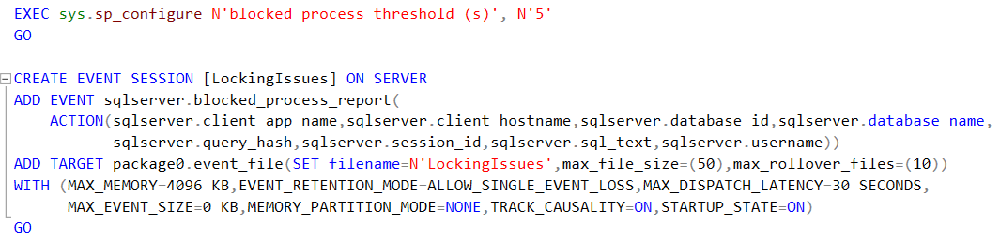 EXEC sys.sp_configure N'blocked process threshold (s)', N'5'
GO
CREATE EVENT SESSION [LockingIssues] ON SERVER
ADD EVENT sqlserver.blocked_process_report(
ACTION(sqlserver.client_app_name,sqlserver.client_hostname,sqlserver.database_id,sqlserver.database_name,
sqlserver.query_hash,sqlserver.session_id,sqlserver.sql_text,sqlserver.username))
ADD TARGET package0.event_file(SET filename=N'LockingIssues',max_file_size=(50),max_rollover_files=(10))
WITH (MAX_MEMORY=4096 KB,EVENT_RETENTION_MODE=ALLOW_SINGLE_EVENT_LOSS,MAX_DISPATCH_LATENCY=30 SECONDS,
MAX_EVENT_SIZE=0 KB,MEMORY_PARTITION_MODE=NONE,TRACK_CAUSALITY=ON,STARTUP_STATE=ON)
GO